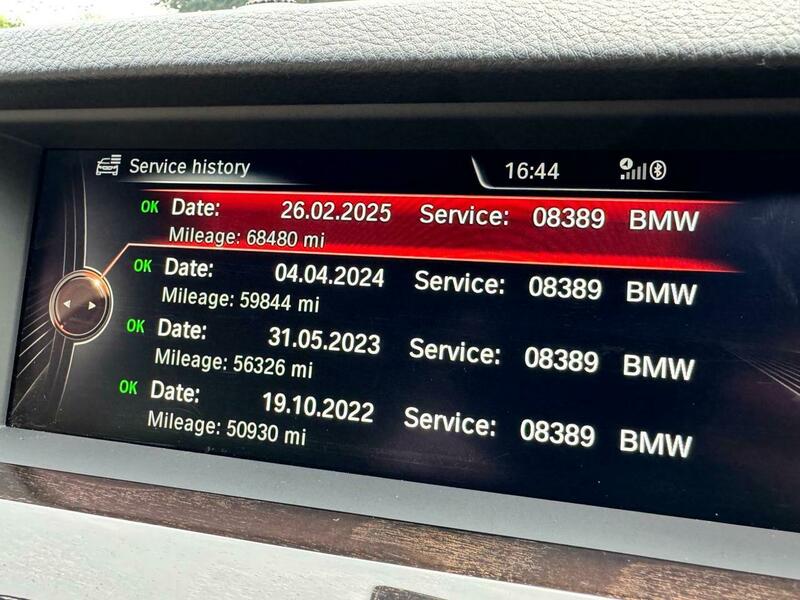 Service history 16:44
OK Date: 26.02.2025 Service: 08389 BMW
Mileage: 68480 mi
OK Date: 04.04.2024 Service: 08389 BMW
Mileage: 59844 mi
OK Date: 31.05.2023 Service: 08389 BMW
Mileage: 56326 mi
OK Date: 19.10.2022 Service: 08389 BMW
Mileage: 50930 mi